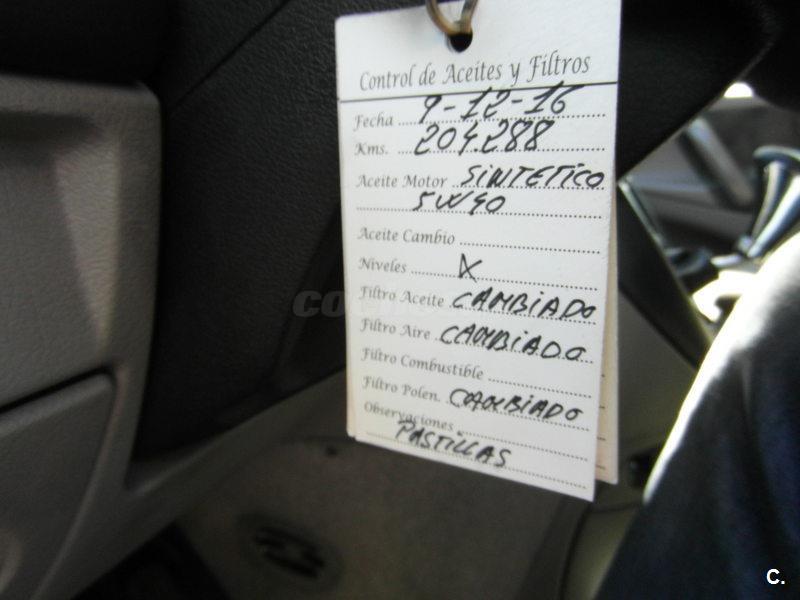 Control de Aceites y Filtros
Fecha 9-12-16
Kms. 204288
Aceite Motor SINTETICO
5W40
Aceite Cambio
Niveles X
Filtro Aceite CAMBIADO
Filtro Aire CAMBIADO
Filtro Combustible
Filtro Polen. CAMBIADO
Observaciones
PASTILLAS
C.